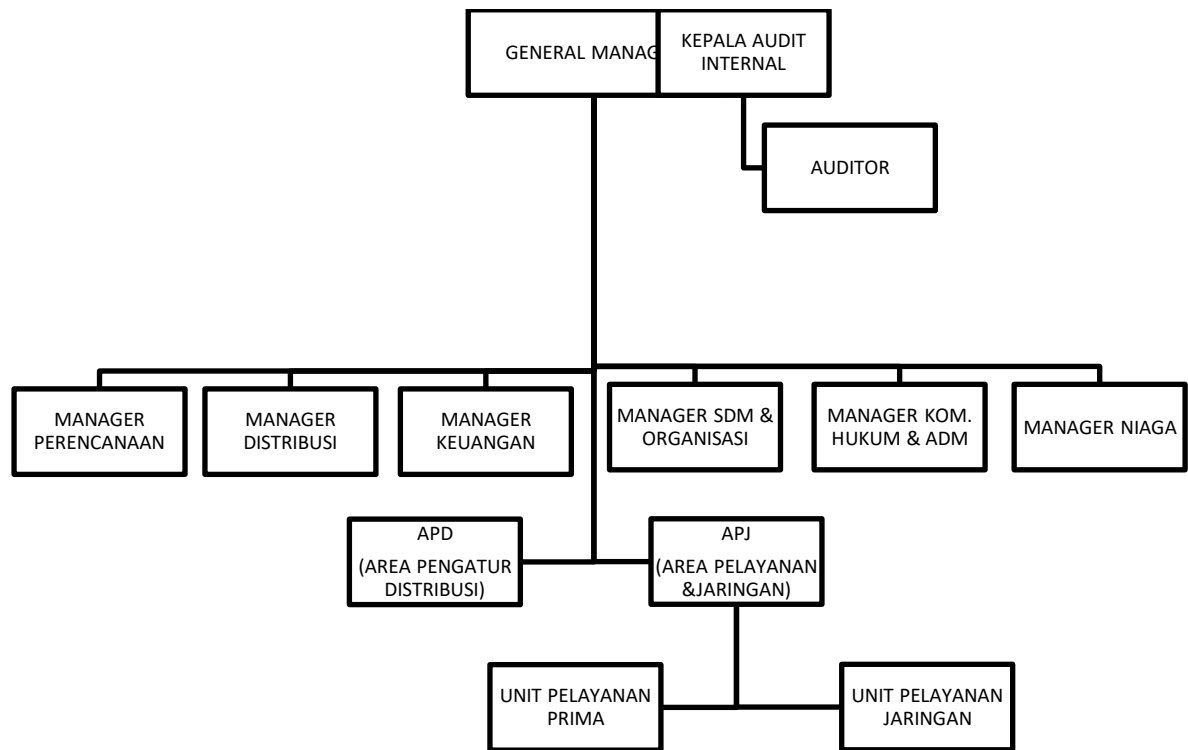 GENERAL MANAG
KEPALA AUDIT
INTERNAL
AUDITOR
MANAGER
PERENCANAAN
MANAGER
DISTRIBUSI
MANAGER
KEUANGAN
MANAGER SDM &
ORGANISASI
MANAGER KOM.
HUKUM & ADM
MANAGER NIAGA
APD
(AREA PENGATUR
DISTRIBUSI)
APJ
(AREA PELAYANAN
&JARINGAN)
UNIT PELAYANAN
PRIMA
UNIT PELAYANAN
JARINGAN